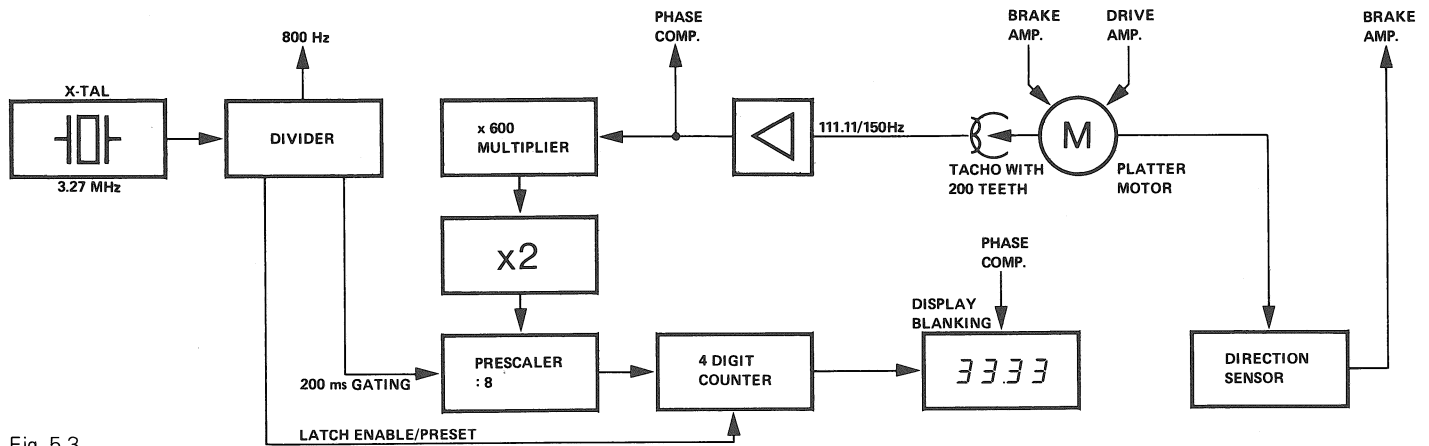 PHASE
COMP.
BRAKE
AMP.
DRIVE
AMP.
BRAKE
AMP.
800 Hz
X-TAL
3.27 MHz
DIVIDER
x 600
MULTIPLIER
111.11/150Hz
M
TACHO WITH
200 TEETH
PLATTER
MOTOR
x2
PHASE
COMP.
DISPLAY
BLANKING
200 ms GATING
PRESCALER
: 8
4 DIGIT
COUNTER
33.33
DIRECTION
SENSOR
LATCH ENABLE/PRESET
Fig. 5.3